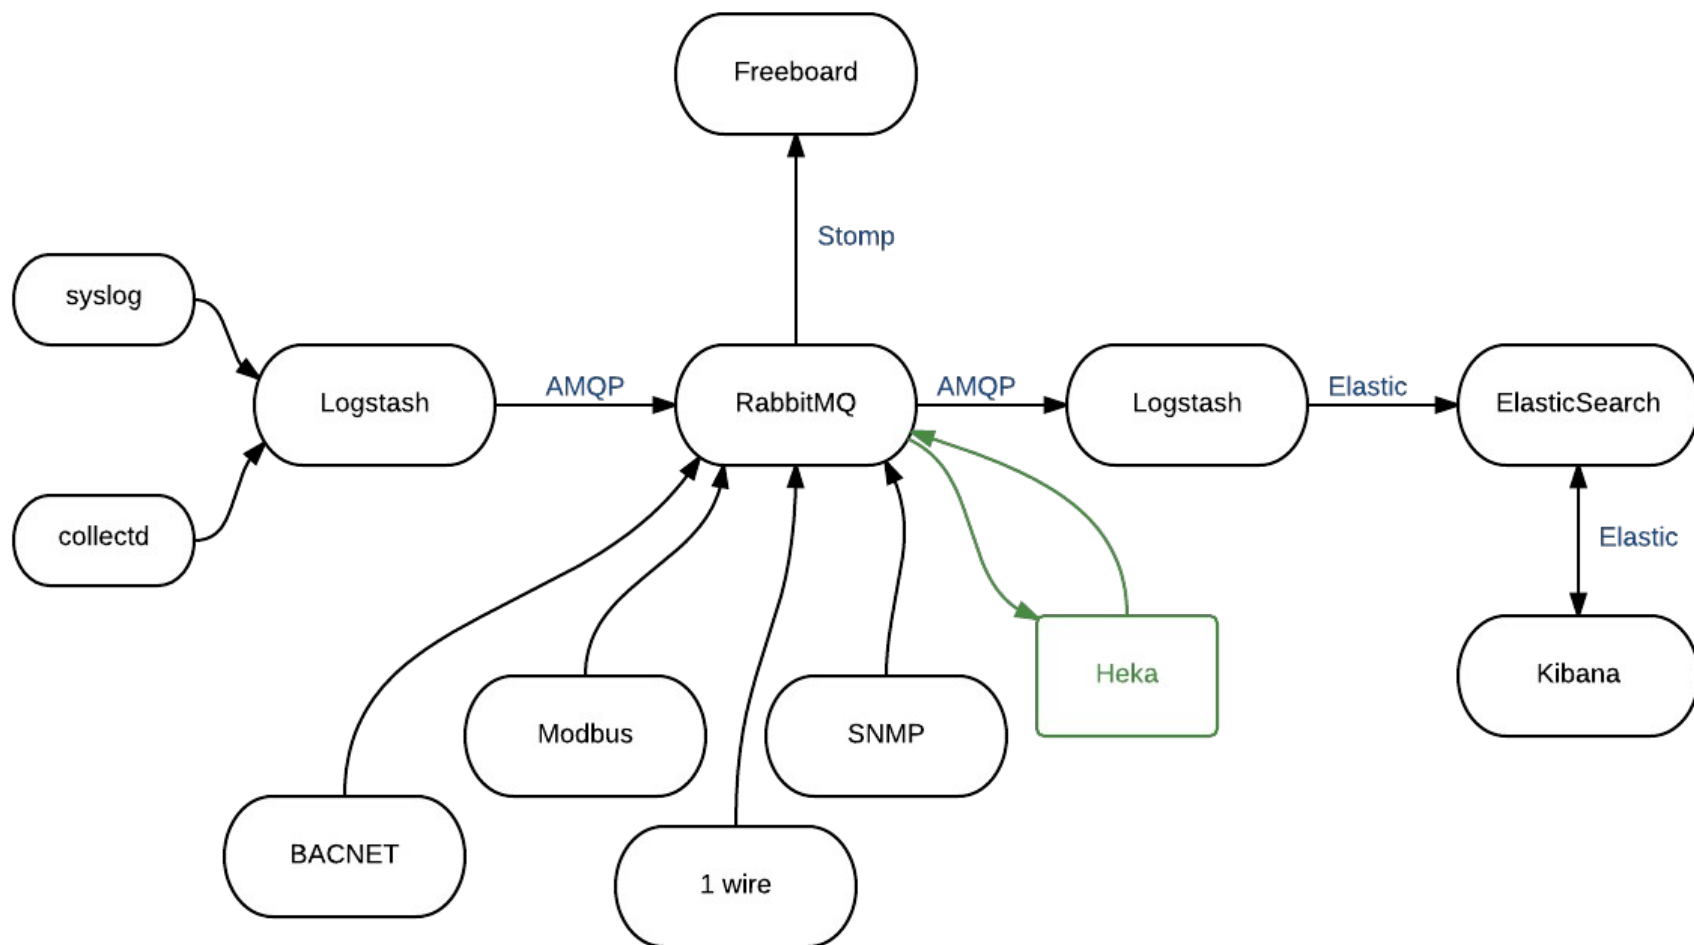 Freeboard
Stomp
syslog
Logstash
AMQP
RabbitMQ
AMQP
Logstash
Elastic
ElasticSearch
collectd
Elastic
Heka
Kibana
Modbus
SNMP
BACNET
1 wire